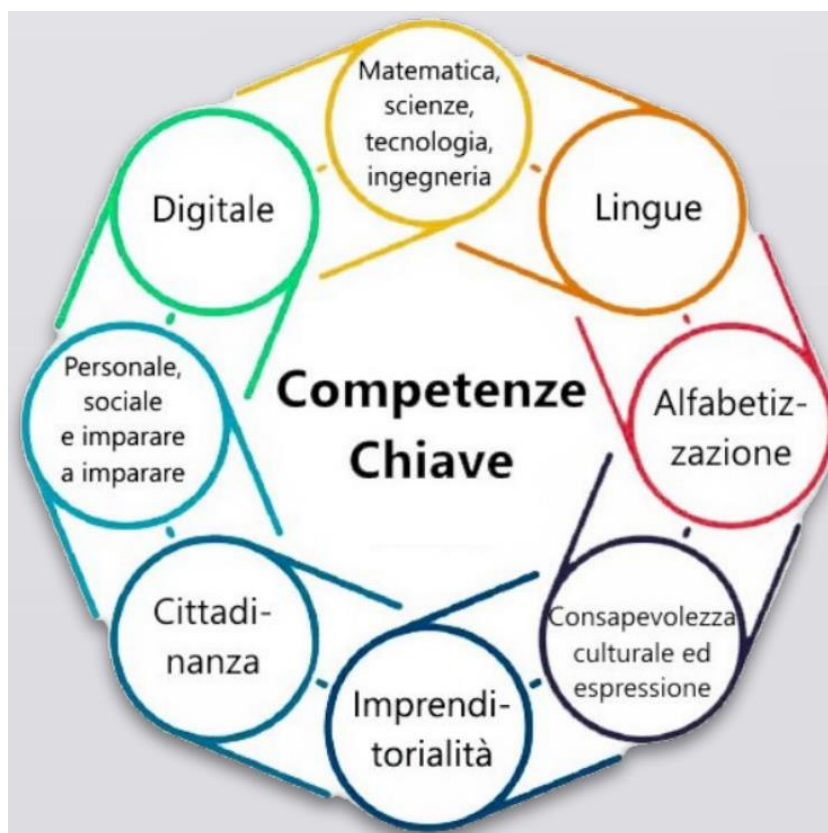 Matematica,
scienze,
tecnologia,
ingegneria
Lingue
Alfabetiz-
zazione
Consapevolezza
culturale ed
espressione
Imprendi-
torialità
Cittadi-
nanza
Personale,
sociale
e imparare
a imparare
Digitale
Competenze
Chiave